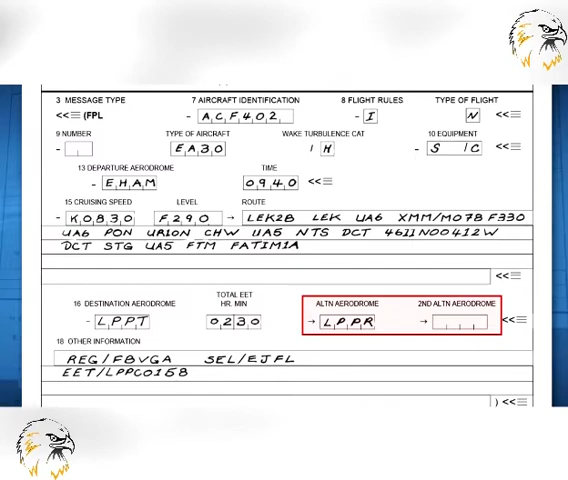 3 MESSAGE TYPE 7 AIRCRAFT IDENTIFICATION 8 FLIGHT RULES TYPE OF FLIGHT
<<≡ (FPL - ACF402 - I N <<≡
9 NUMBER TYPE OF AIRCRAFT WAKE TURBULENCE CAT 10 EQUIPMENT
- EA30 / H - S /C <<≡
13 DEPARTURE AERODROME TIME
- EHAM 0940 <<≡
15 CRUISING SPEED LEVEL ROUTE
- K0830 F290 → LEK2B LEK UA6 XMM/M078 F330
UA6 PON UR10N CHW UA5 NTS DCT 4611N00412W
DCT STG UA5 FTM FATIM1A
<<≡
16 DESTINATION AERODROME TOTAL EET HR. MIN ALTN AERODROME 2ND ALTN AERODROME
- LPPT 0230 → LPPR → <<≡
18 OTHER INFORMATION
REG/FBVGA SEL/EJFL
EET/LPPC0158
) <<≡